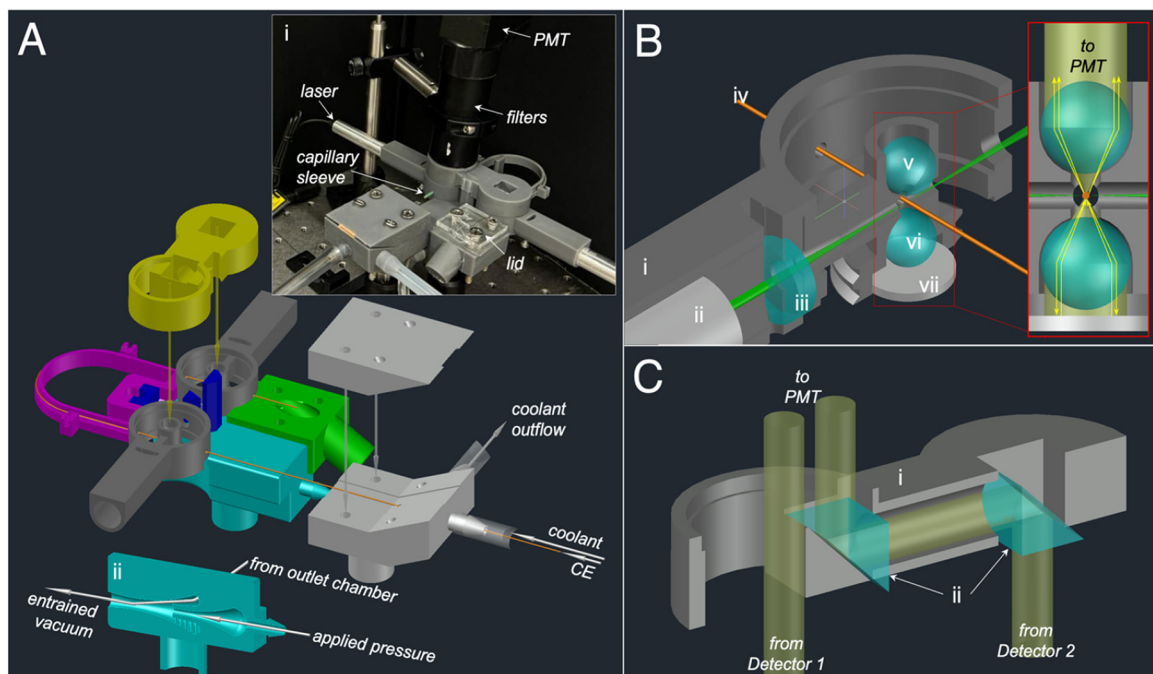 A
i
PMT
laser
filters
capillary
sleeve
lid
coolant
outflow
coolant
CE
ii
from outlet chamber
entrained
vacuum
applied pressure
B
iv
v
vi
vii
i
ii
iii
to
PMT
C
to
PMT
i
ii
from
Detector 1
from
Detector 2